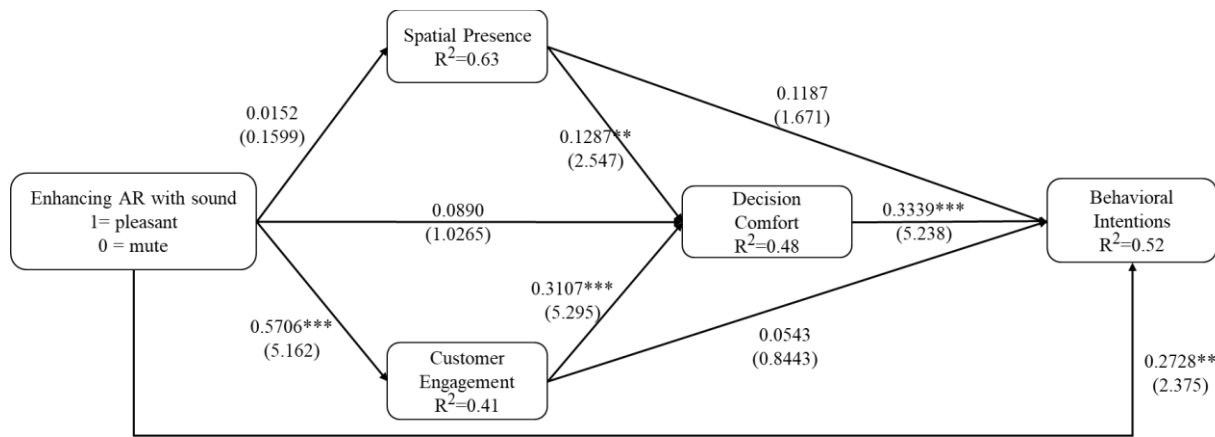 Spatial Presence
R²=0.63
0.0152
(0.1599)
0.1187
(1.671)
0.1287**
(2.547)
Enhancing AR with sound
1= pleasant
0 = mute
0.0890
(1.0265)
Decision
Comfort
R²=0.48
0.3339***
(5.238)
Behavioral
Intentions
R²=0.52
0.5706***
(5.162)
0.3107***
(5.295)
0.0543
(0.8443)
Customer
Engagement
R²=0.41
0.2728**
(2.375)